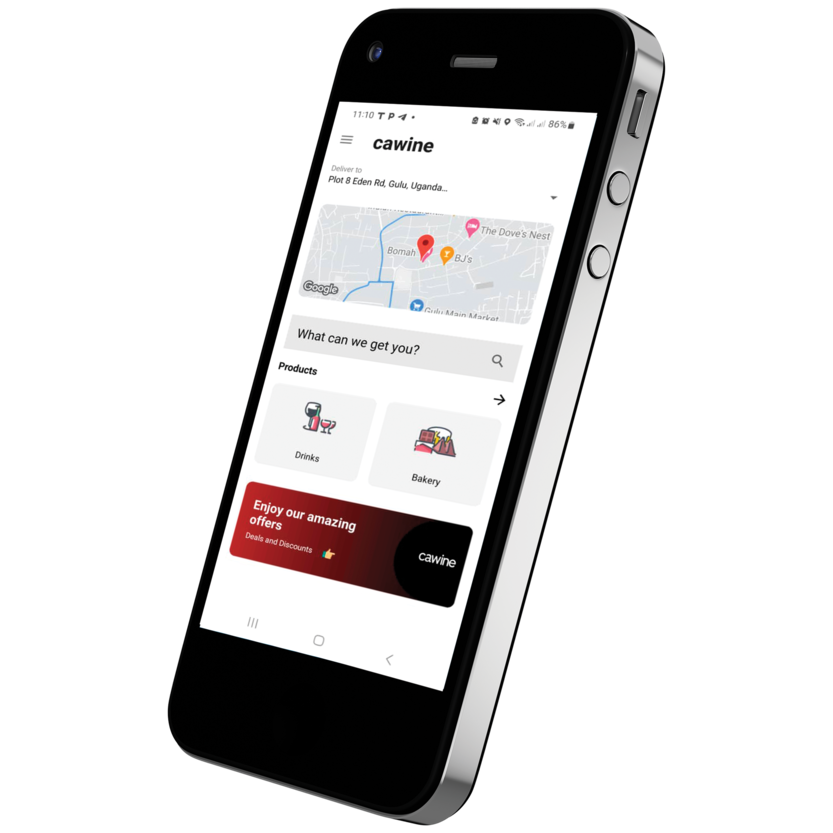 11:10 T P
86%
cawine
Deliver to
Plot 8 Eden Rd, Gulu, Uganda...
The Dove's Nest
Bomah
BJ's
Google
Gulu Main Market
What can we get you?
Products
Drinks
Bakery
Enjoy our amazing
offers
Deals and Discounts
cawine